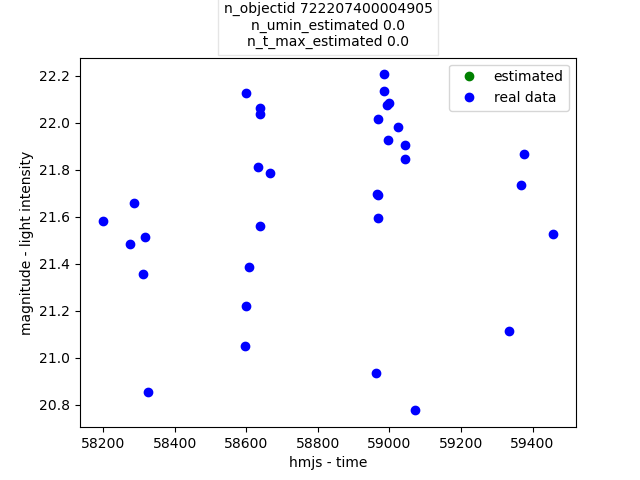 n_objectid 722207400004905
n_umin_estimated 0.0
n_t_max_estimated 0.0
estimated
real data
22.2
22.0
21.8
21.6
21.4
21.2
21.0
20.8
magnitude - light intensity
58200 58400 58600 58800 59000 59200 59400
hmjs - time